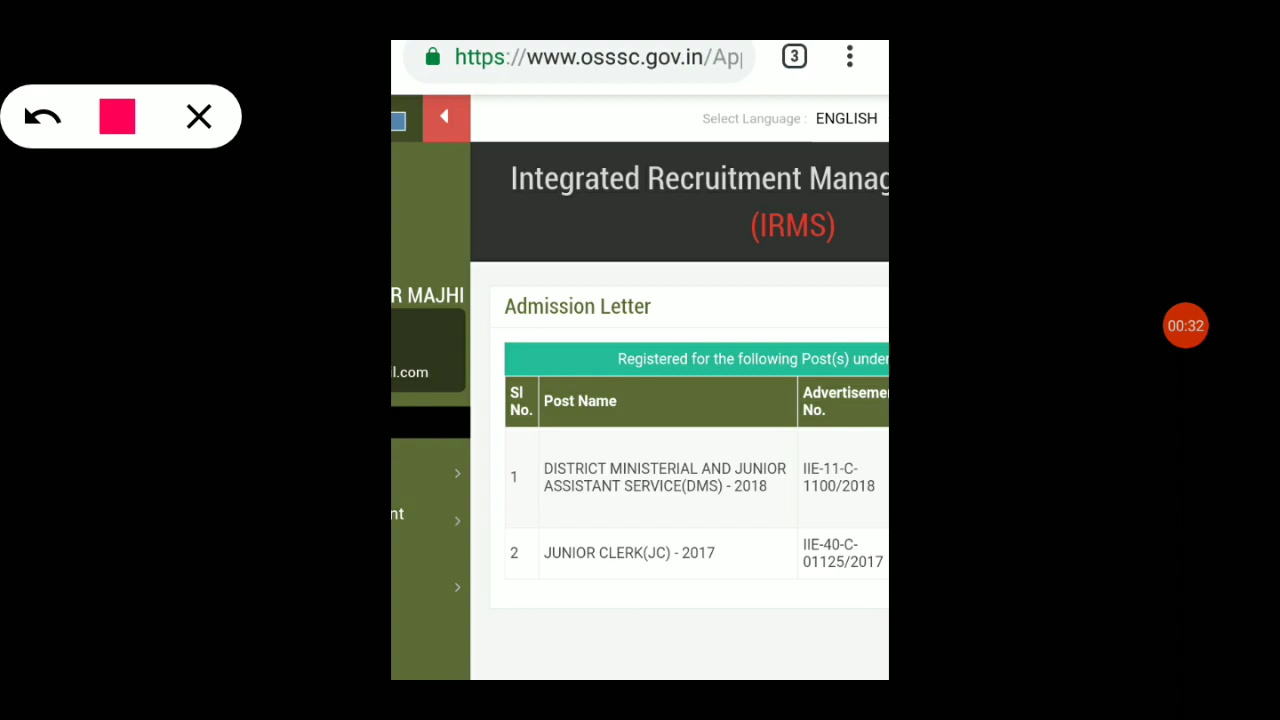 https://www.osssc.gov.in/App
3
Select Language : ENGLISH
Integrated Recruitment Manag
(IRMS)
R MAJHI
l.com
nt
Admission Letter
Registered for the following Post(s) under
Sl No.
Post Name
Advertisemen No.
1
DISTRICT MINISTERIAL AND JUNIOR
ASSISTANT SERVICE(DMS) - 2018
IIE-11-C-
1100/2018
2
JUNIOR CLERK(JC) - 2017
IIE-40-C-
01125/2017
00:32